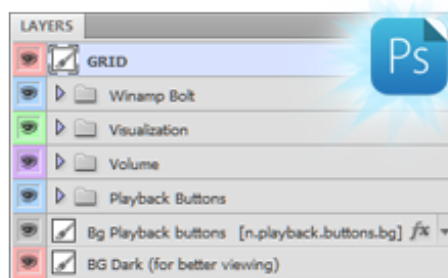 LAYERS
Ps
GRID
Winamp Bolt
Visualization
Volume
Playback Buttons
Bg Playback buttons [n.playback.buttons.bg] fx
BG Dark (for better viewing)